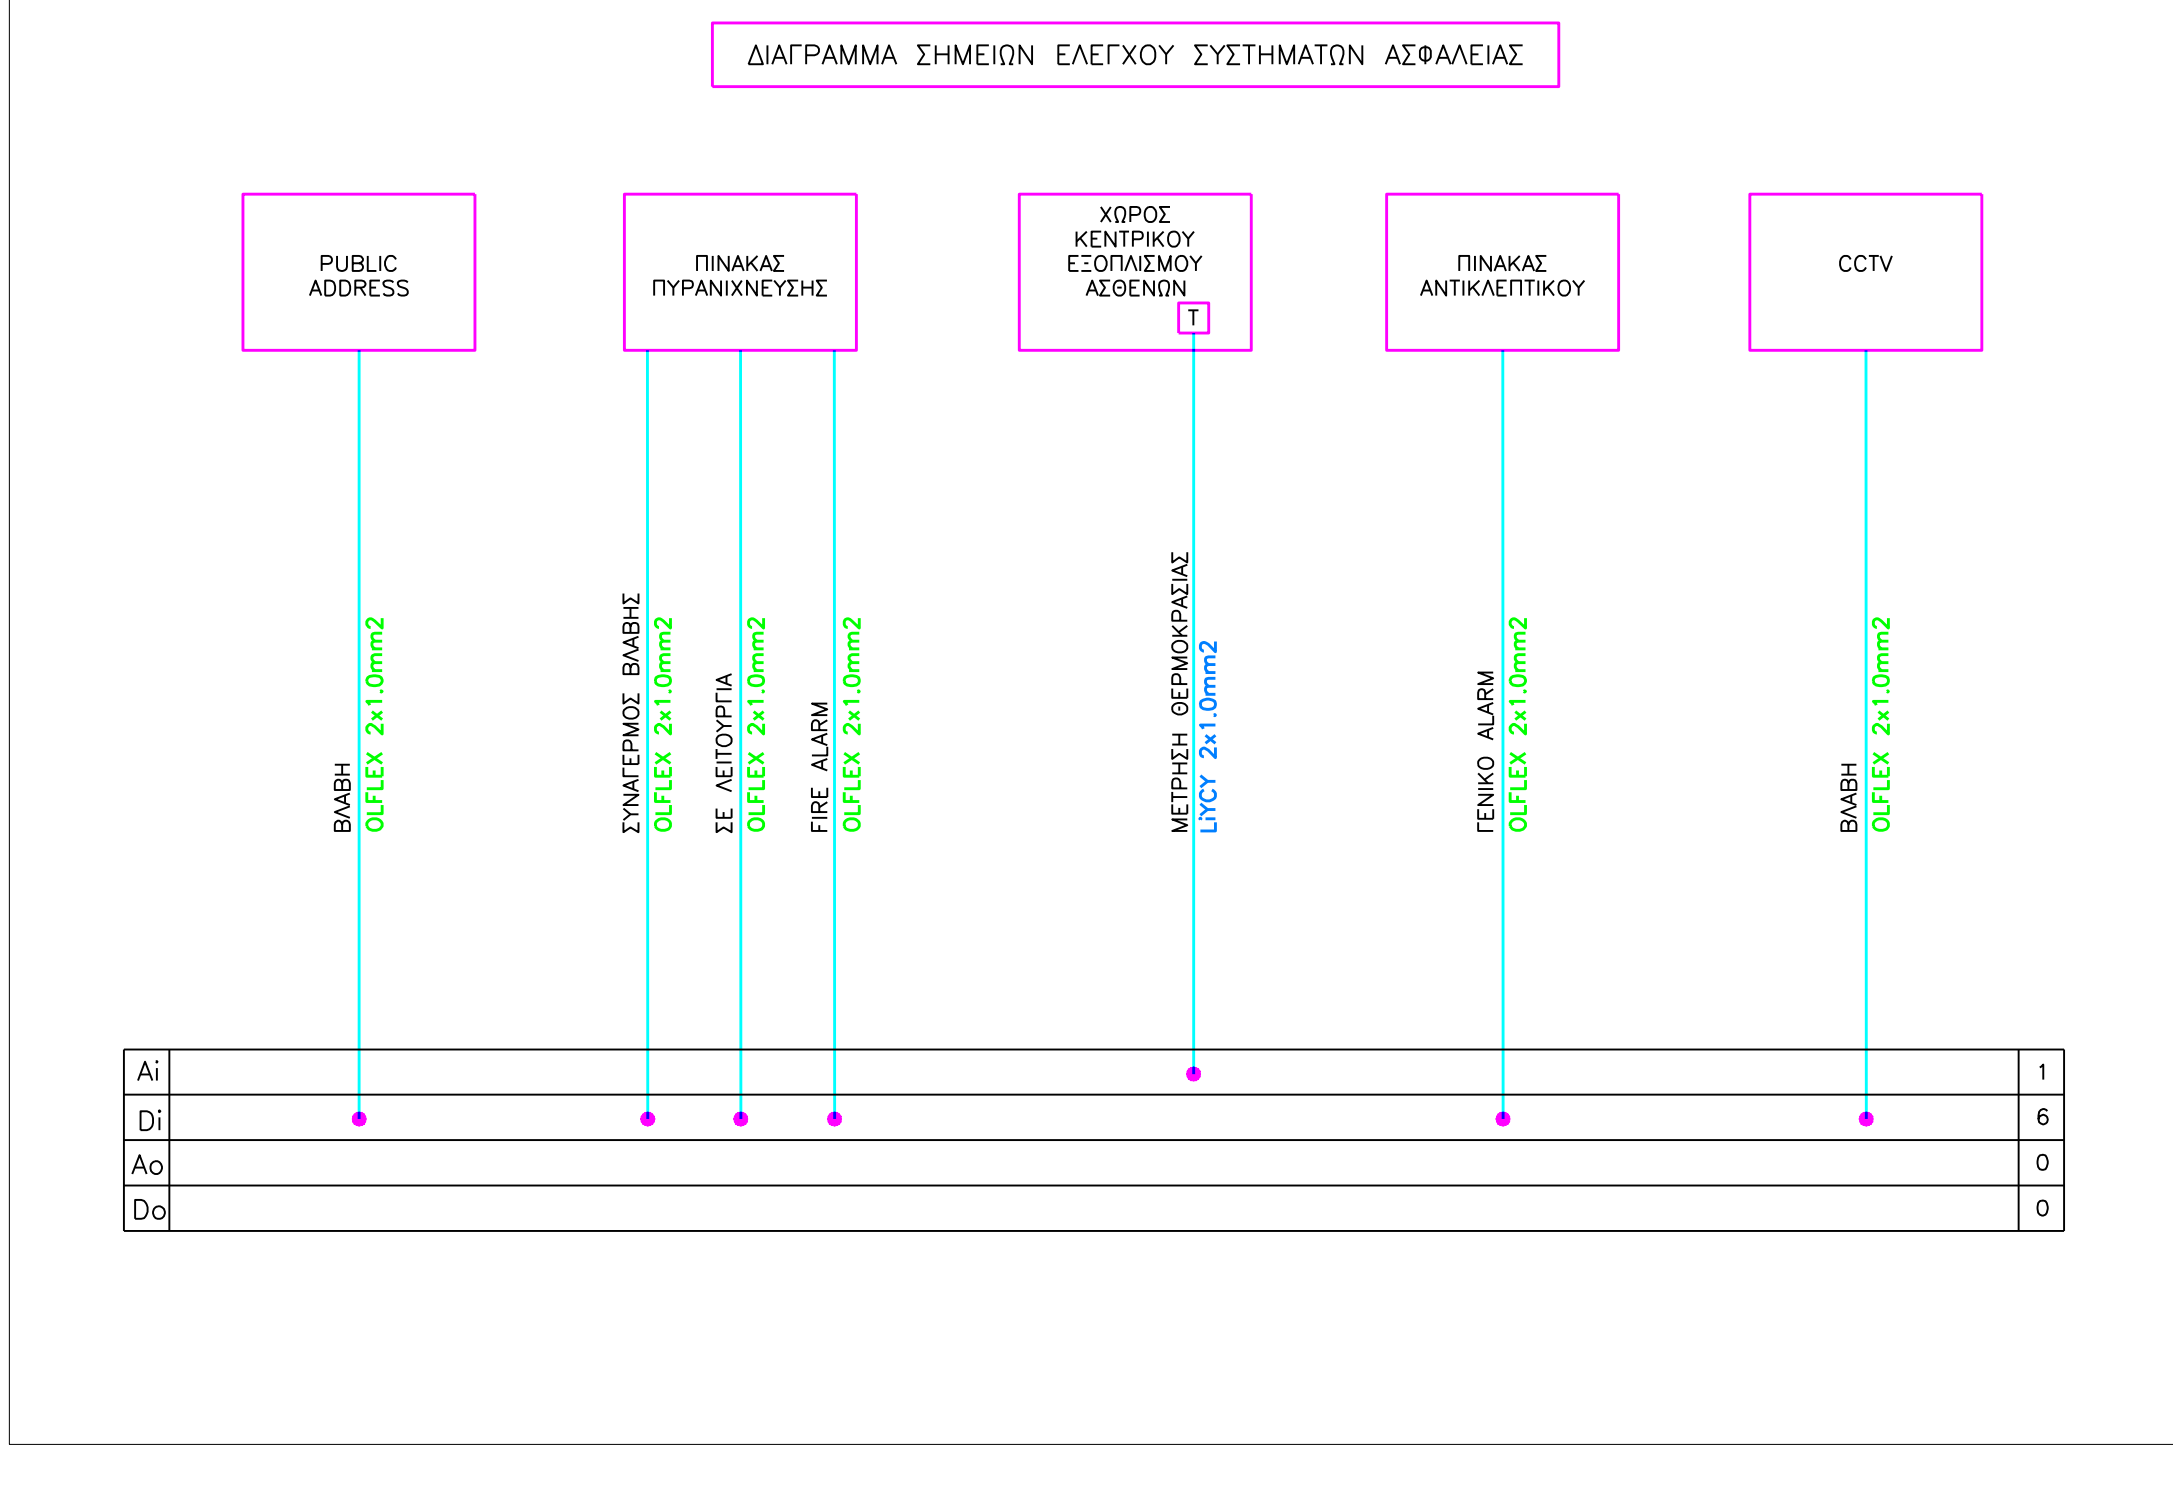 ΔΙΑΓΡΑΜΜΑ ΣΗΜΕΙΩΝ ΕΛΕΓΧΟΥ ΣΥΣΤΗΜΑΤΩΝ ΑΣΦΑΛΕΙΑΣ
PUBLIC
ADDRESS
ΠΙΝΑΚΑΣ
ΠΥΡΑΝΙΧΝΕΥΣΗΣ
ΧΩΡΟΣ
ΚΕΝΤΡΙΚΟΥ
ΕΞΟΠΛΙΣΜΟΥ
ΑΣΘΕΝΩΝ
T
ΠΙΝΑΚΑΣ
ΑΝΤΙΚΛΕΠΤΙΚΟΥ
CCTV
ΒΛΑΒΗ
OLFLEX 2x1.0mm2
ΣΥΝΑΓΕΡΜΟΣ ΒΛΑΒΗΣ
OLFLEX 2x1.0mm2
ΣΕ ΛΕΙΤΟΥΡΓΙΑ
OLFLEX 2x1.0mm2
FIRE ALARM
OLFLEX 2x1.0mm2
ΜΕΤΡΗΣΗ ΘΕΡΜΟΚΡΑΣΙΑΣ
LiYCY 2x1.0mm2
ΓΕΝΙΚΟ ALARM
OLFLEX 2x1.0mm2
ΒΛΑΒΗ
OLFLEX 2x1.0mm2
Ai 1
Di 6
Ao 0
Do 0